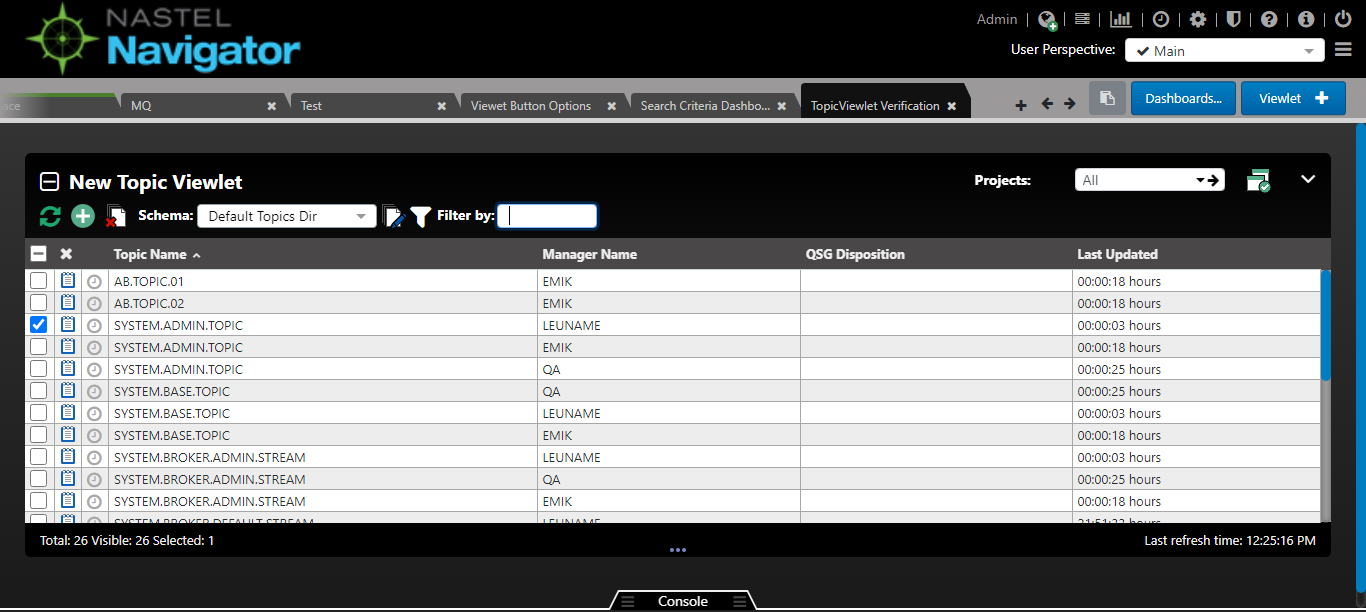 NASTEL
Navigator
Admin
User Perspective: Main
ace MQ Test Viewet Button Options Search Criteria Dashbo... TopicViewlet Verification Dashboards... Viewlet
New Topic Viewlet Projects: All
Schema: Default Topics Dir Filter by:
Topic Name Manager Name QSG Disposition Last Updated
AB.TOPIC.01 EMIK 00:00:18 hours
AB.TOPIC.02 EMIK 00:00:18 hours
SYSTEM.ADMIN.TOPIC LEUNAME 00:00:03 hours
SYSTEM.ADMIN.TOPIC EMIK 00:00:18 hours
SYSTEM.ADMIN.TOPIC QA 00:00:25 hours
SYSTEM.BASE.TOPIC QA 00:00:25 hours
SYSTEM.BASE.TOPIC LEUNAME 00:00:03 hours
SYSTEM.BASE.TOPIC EMIK 00:00:18 hours
SYSTEM.BROKER.ADMIN.STREAM LEUNAME 00:00:03 hours
SYSTEM.BROKER.ADMIN.STREAM QA 00:00:25 hours
SYSTEM.BROKER.ADMIN.STREAM EMIK 00:00:18 hours
SYSTEM.BROKER.DEFAULT.STREAM LEUNAME hours
Total: 26 Visible: 26 Selected: 1 Last refresh time: 12:25:16 PM
Console